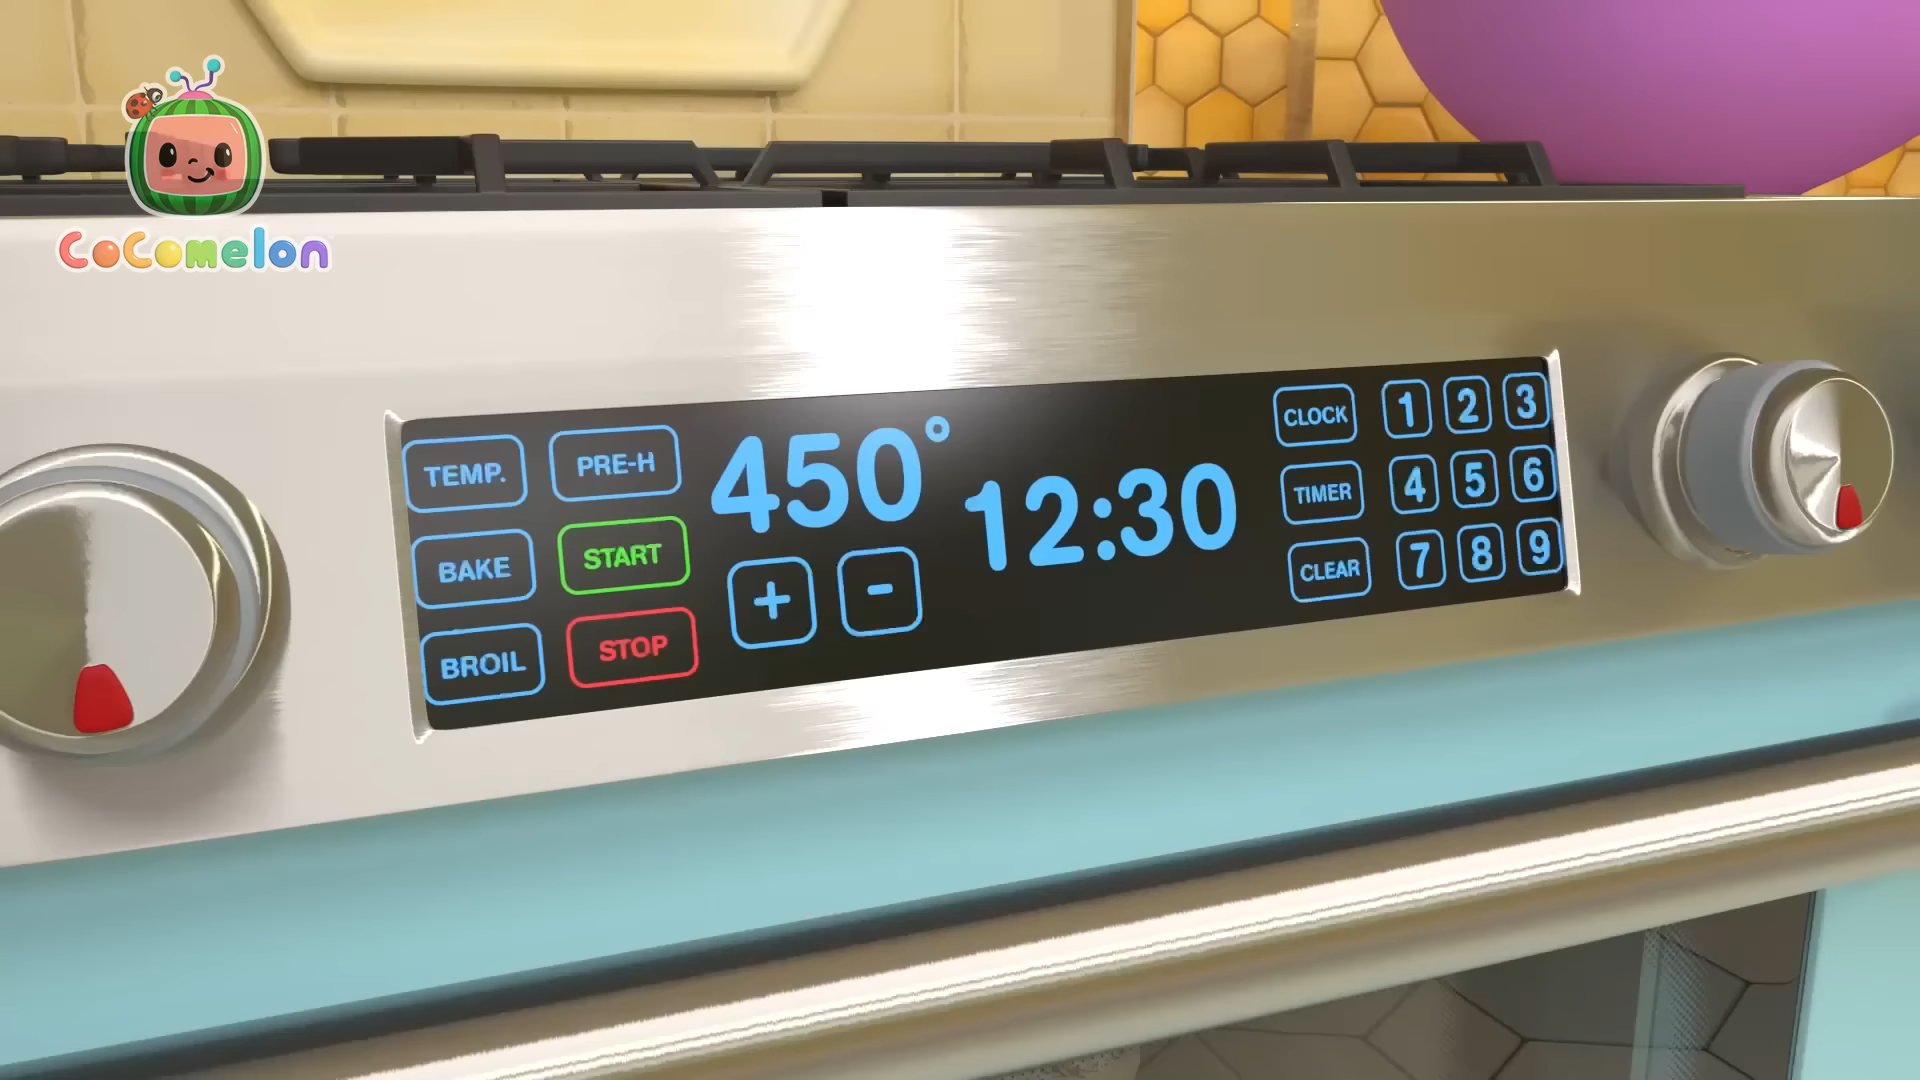 CoComelon
TEMP. PRE-H 450° 12:30 CLOCK 1 2 3
BAKE START + - TIMER 4 5 6
BROIL STOP CLEAR 7 8 9